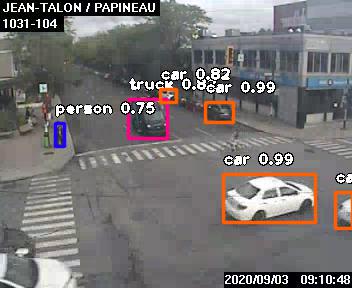 JEAN-TALON / PAPINEAU
1031-104
car 0.82
truck 0.8
car 0.99
person 0.75
car 0.99
ca
2020/09/03 09:10:48